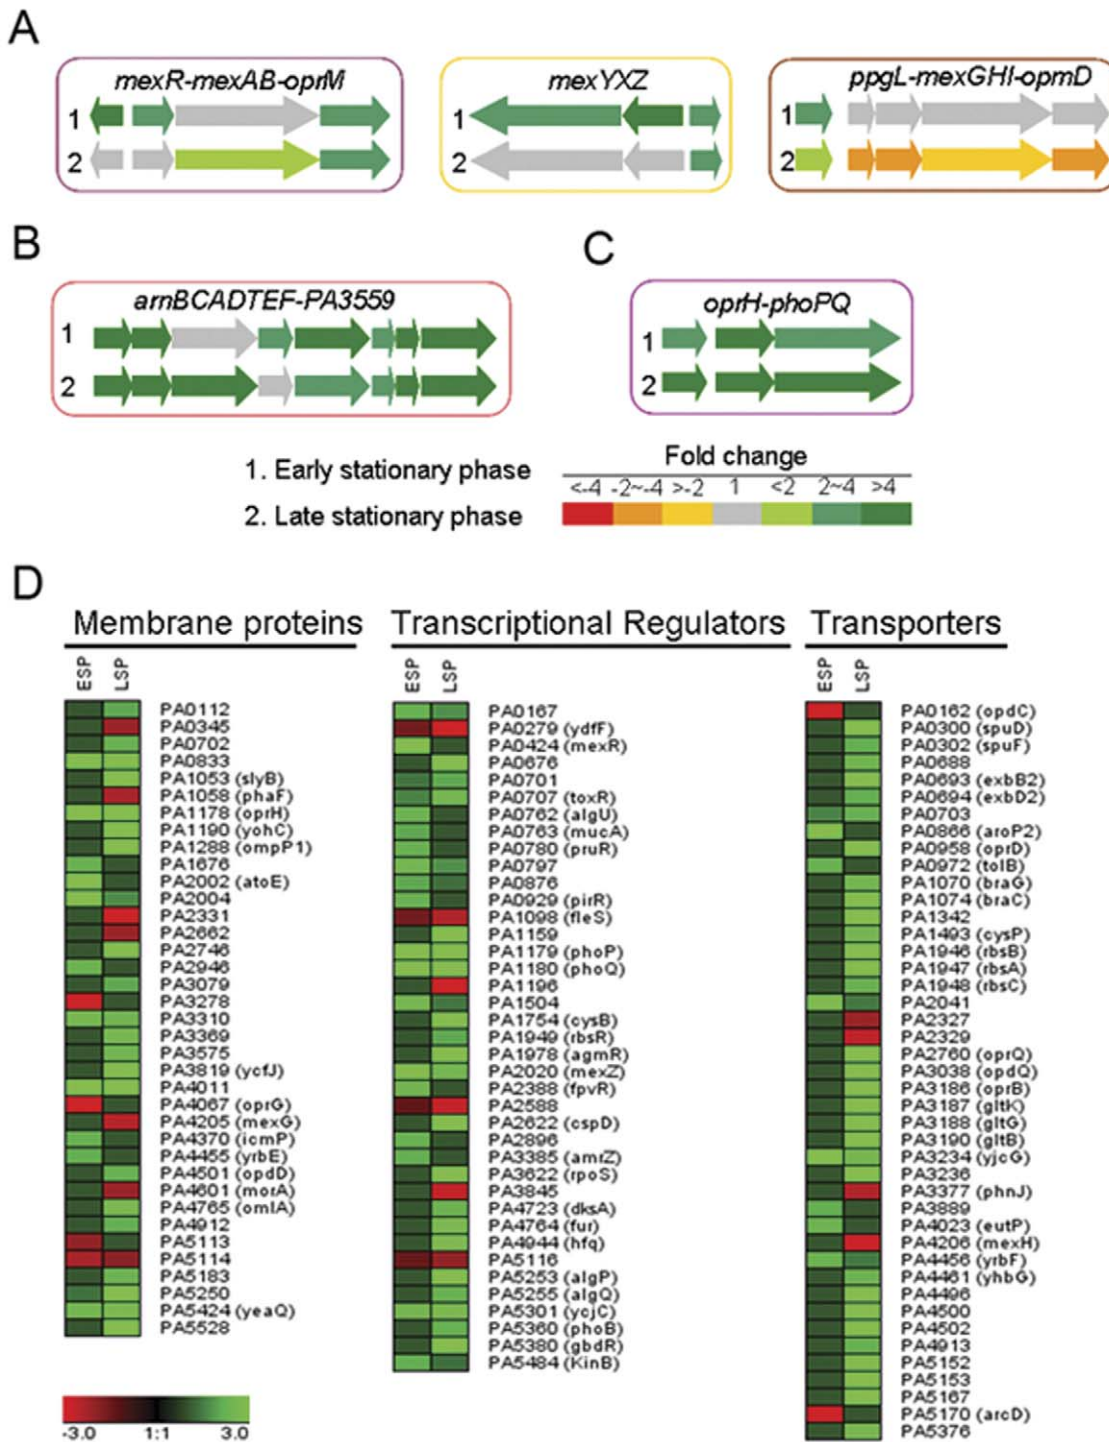 A
mexR-mexAB-oprM
1
2
mexYXZ
1
2
ppgL-mexGHI-opmD
1
2
B
arnBCADTEF-PA3559
1
2
C
oprH-phoPQ
1
2
1. Early stationary phase
2. Late stationary phase
Fold change
<-4 -2~-4 >-2 1 <2 2~4 >4
D
Membrane proteins
ESP LSP
PA0112
PA0345
PA0702
PA0833
PA1053 (slyB)
PA1058 (phaF)
PA1178 (oprH)
PA1190 (yohC)
PA1288 (ompP1)
PA1676
PA2002 (atoE)
PA2004
PA2331
PA2662
PA2746
PA2946
PA3079
PA3278
PA3310
PA3369
PA3575
PA3819 (ycfJ)
PA4011
PA4067 (oprG)
PA4205 (mexG)
PA4370 (icmP)
PA4455 (yrbE)
PA4501 (opdD)
PA4601 (morA)
PA4765 (omlA)
PA4912
PA5113
PA5114
PA5183
PA5250
PA5424 (yeaQ)
PA5528
-3.0 1:1 3.0
Transcriptional Regulators
ESP LSP
PA0167
PA0279 (ydfF)
PA0424 (mexR)
PA0676
PA0701
PA0707 (toxR)
PA0762 (algU)
PA0763 (mucA)
PA0780 (pruR)
PA0797
PA0876
PA0929 (pirR)
PA1098 (fleS)
PA1159
PA1179 (phoP)
PA1180 (phoQ)
PA1196
PA1504
PA1754 (cysB)
PA1949 (rbsR)
PA1978 (agmR)
PA2020 (mexZ)
PA2388 (fpvR)
PA2588
PA2622 (cspD)
PA2896
PA3385 (amrZ)
PA3622 (rpoS)
PA3845
PA4723 (dksA)
PA4764 (fur)
PA4944 (hfq)
PA5116
PA5253 (algP)
PA5255 (algQ)
PA5301 (ycjC)
PA5360 (phoB)
PA5380 (gbdR)
PA5484 (KinB)
Transporters
ESP LSP
PA0162 (opdC)
PA0300 (spuD)
PA0302 (spuF)
PA0688
PA0693 (exbB2)
PA0694 (exbD2)
PA0703
PA0866 (aroP2)
PA0958 (oprD)
PA0972 (tolB)
PA1070 (braG)
PA1074 (braC)
PA1342
PA1493 (cysP)
PA1946 (rbsB)
PA1947 (rbsA)
PA1948 (rbsC)
PA2041
PA2327
PA2329
PA2760 (oprQ)
PA3038 (opdQ)
PA3186 (oprB)
PA3187 (gltK)
PA3188 (gltG)
PA3190 (gltB)
PA3234 (yjcG)
PA3236
PA3377 (phnJ)
PA3889
PA4023 (eutP)
PA4206 (mexH)
PA4456 (yrbF)
PA4461 (yhbG)
PA4496
PA4500
PA4502
PA4913
PA5152
PA5153
PA5167
PA5170 (arcD)
PA5376